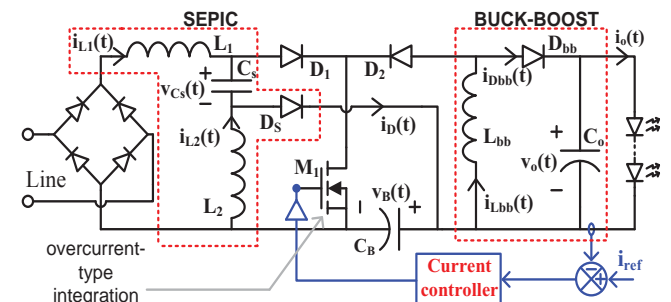 SEPIC
BUCK-BOOST
iL1(t)
L1
D1
D2
Dbb
io(t)
Cs
vCs(t)
iDbb(t)
DS
iD(t)
iL2(t)
Lbb
Co
vo(t)
M1
Line
L2
vB(t)
iLbb(t)
CB
overcurrent-
type
integration
Current
controller
iref